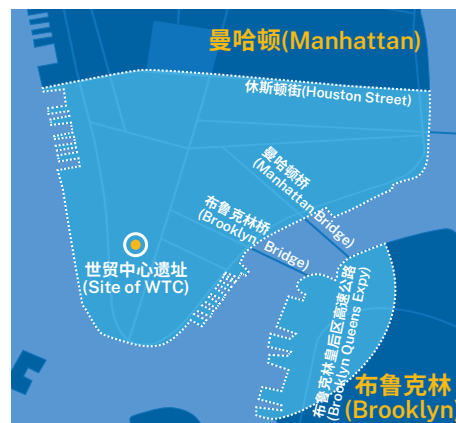 曼哈顿(Manhattan)
休斯顿街(Houston Street)
曼哈顿桥
(Manhattan Bridge)
布鲁克林桥
(Brooklyn Bridge)
世贸中心遗址
(Site of WTC)
布鲁克林皇后区高速公路
(Brooklyn Queens Expy)
布鲁克林
(Brooklyn)